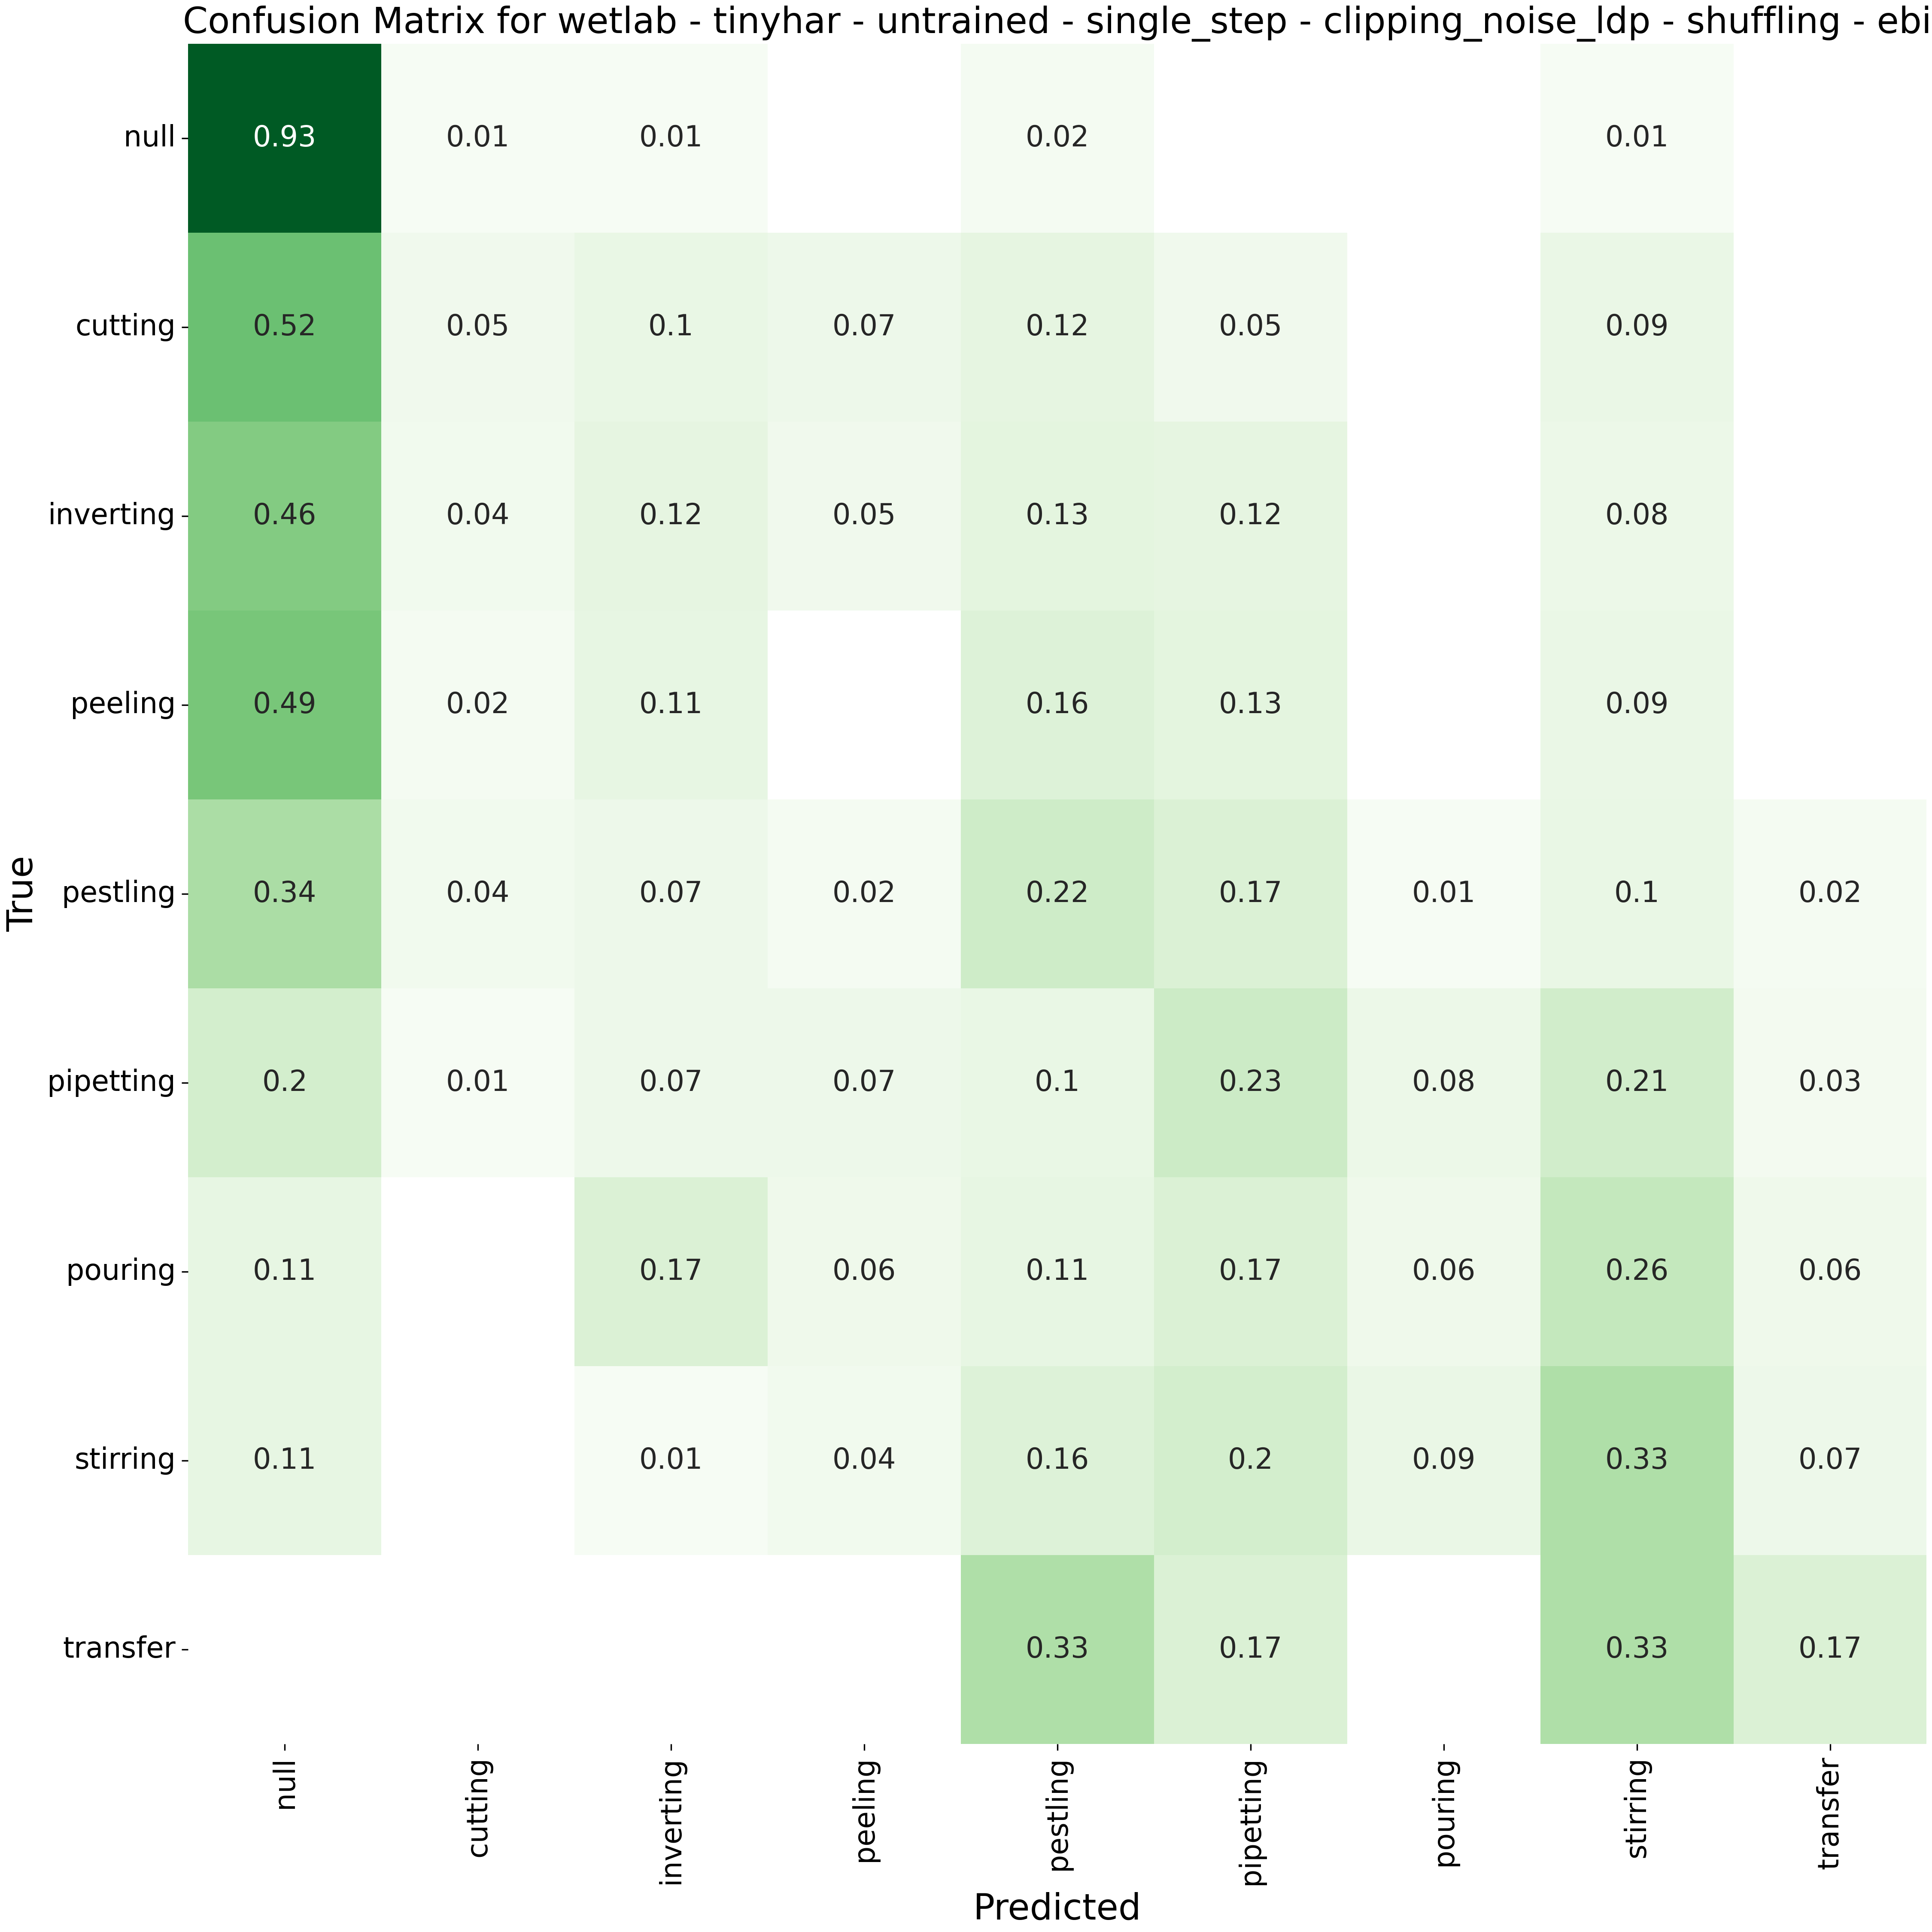 Confusion Matrix for wetlab - tinyhar - untrained - single_step - clipping_noise_ldp - shuffling - ebi
null 0.93 0.01 0.01 0.02 0.01
cutting 0.52 0.05 0.1 0.07 0.12 0.05 0.09
inverting 0.46 0.04 0.12 0.05 0.13 0.12 0.08
peeling 0.49 0.02 0.11 0.16 0.13 0.09
pestling 0.34 0.04 0.07 0.02 0.22 0.17 0.01 0.1 0.02
pipetting 0.2 0.01 0.07 0.07 0.1 0.23 0.08 0.21 0.03
pouring 0.11 0.17 0.06 0.11 0.17 0.06 0.26 0.06
stirring 0.11 0.01 0.04 0.16 0.2 0.09 0.33 0.07
transfer 0.33 0.17 0.33 0.17
True
null cutting inverting peeling pestling pipetting pouring stirring transfer
Predicted